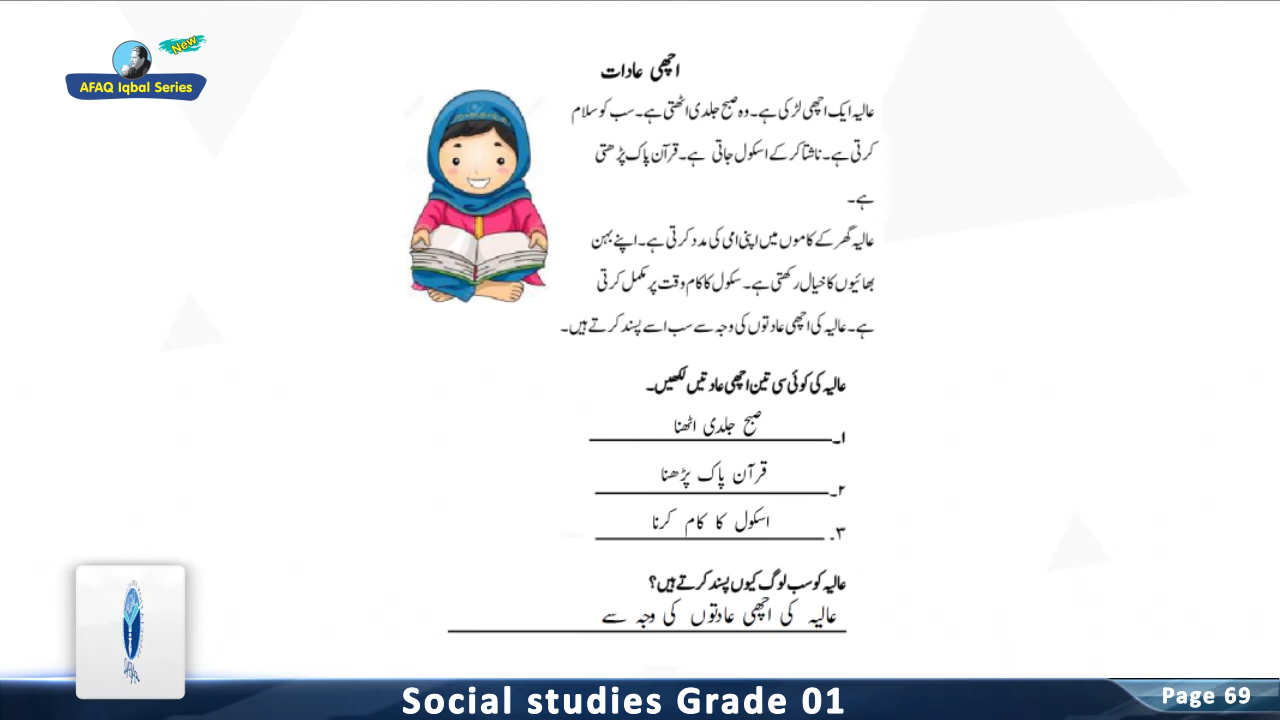 New
AFAQ Iqbal Series
اچھی عادات
عالیہ ایک اچھی لڑکی ہے۔ وہ صبح جلدی اٹھتی ہے۔ سب کو سلام
کرتی ہے۔ ناشتا کر کے اسکول جاتی ہے۔ قرآن پاک پڑھتی
ہے۔
عالیہ گھر کے کاموں میں اپنی امی کی مدد کرتی ہے۔ اپنے بہن
بھائیوں کا خیال رکھتی ہے۔ سکول کا کام وقت پر مکمل کرتی
ہے۔ عالیہ کی اچھی عادتوں کی وجہ سے سب اسے پسند کرتے ہیں۔
عالیہ کی کوئی سی تین اچھی عادتیں لکھیں۔
۱۔ صبح جلدی اٹھنا
۲۔ قرآن پاک پڑھنا
۳۔ اسکول کا کام کرنا
عالیہ کو سب لوگ کیوں پسند کرتے ہیں؟
عالیہ کی اچھی عادتوں کی وجہ سے
Social studies Grade 01
Page 69